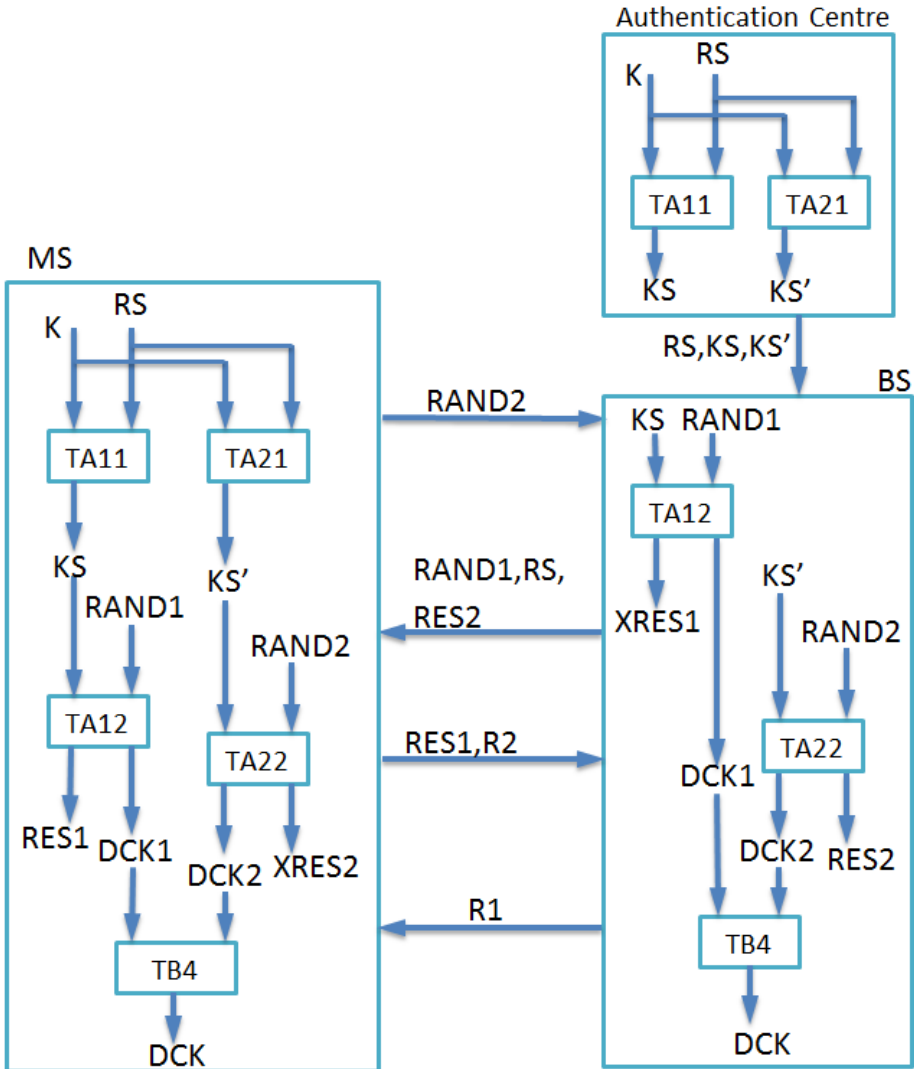 Authentication Centre
K
RS
TA11
TA21
KS
KS’
RS,KS,KS’
MS
K
RS
TA11
TA21
KS
KS’
RAND1
RAND2
TA12
TA22
RES1
DCK1
DCK2
XRES2
TB4
DCK
RAND2
RAND1,RS,
RES2
RES1,R2
R1
BS
KS
RAND1
TA12
XRES1
KS’
RAND2
TA22
DCK1
DCK2
RES2
TB4
DCK